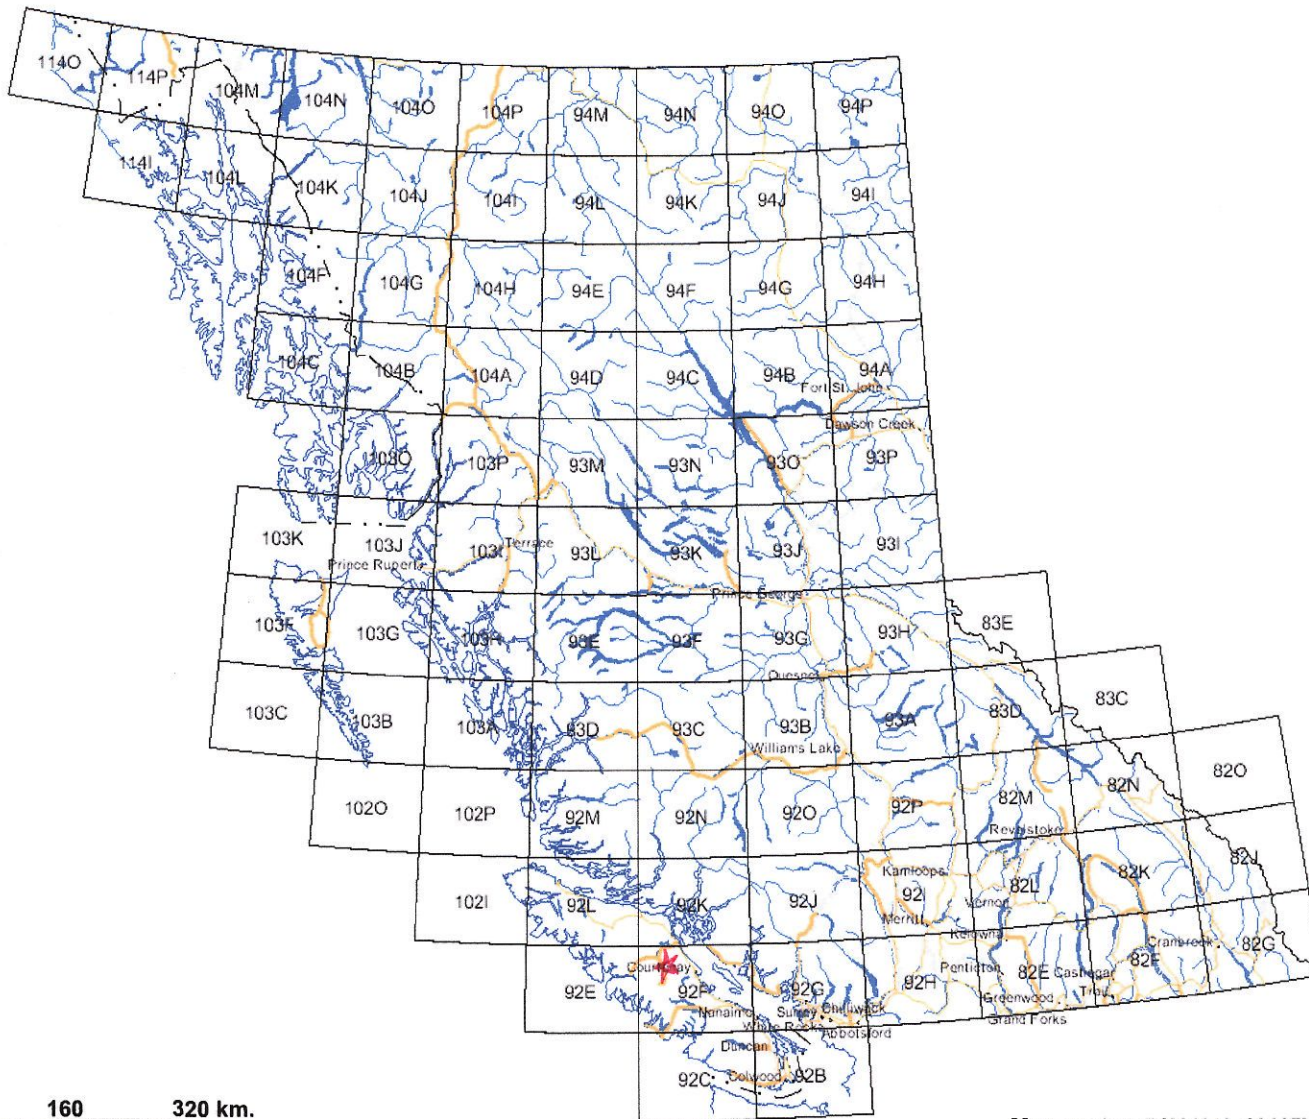 114O
114P
104M
104N
104O
104P
94M
94N
94O
94P
114I
104L
104K
104J
104I
94L
94K
94J
94I
104F
104G
104H
94E
94F
94G
94H
104C
104B
104A
94D
94C
94B
94A
Fort St. John
Dawson Creek
103O
103P
93M
93N
93O
93P
103K
103J
Prince Rupert
103I
Terrace
93L
93K
93J
93I
Prince George
103F
103G
103H
93E
93F
93G
93H
83E
Quesnel
103C
103B
103A
93D
93C
93B
Williams Lake
93A
83D
83C
102O
102P
92M
92N
92O
92P
82M
Revelstoke
82N
82O
102I
92L
92K
92J
Kamloops
92I
Merritt
82L
Vernon
82K
82J
Kelowna
Courtenay
92E
92F
92G
92H
Penticton
82E
Castlegar
Trail
82F
Cranbrook
82G
Nanaimo
Surrey
Chilliwack
White Rock
Abbotsford
Greenwood
Grand Forks
Duncan
92C
Colwood
92B
160
320 km.